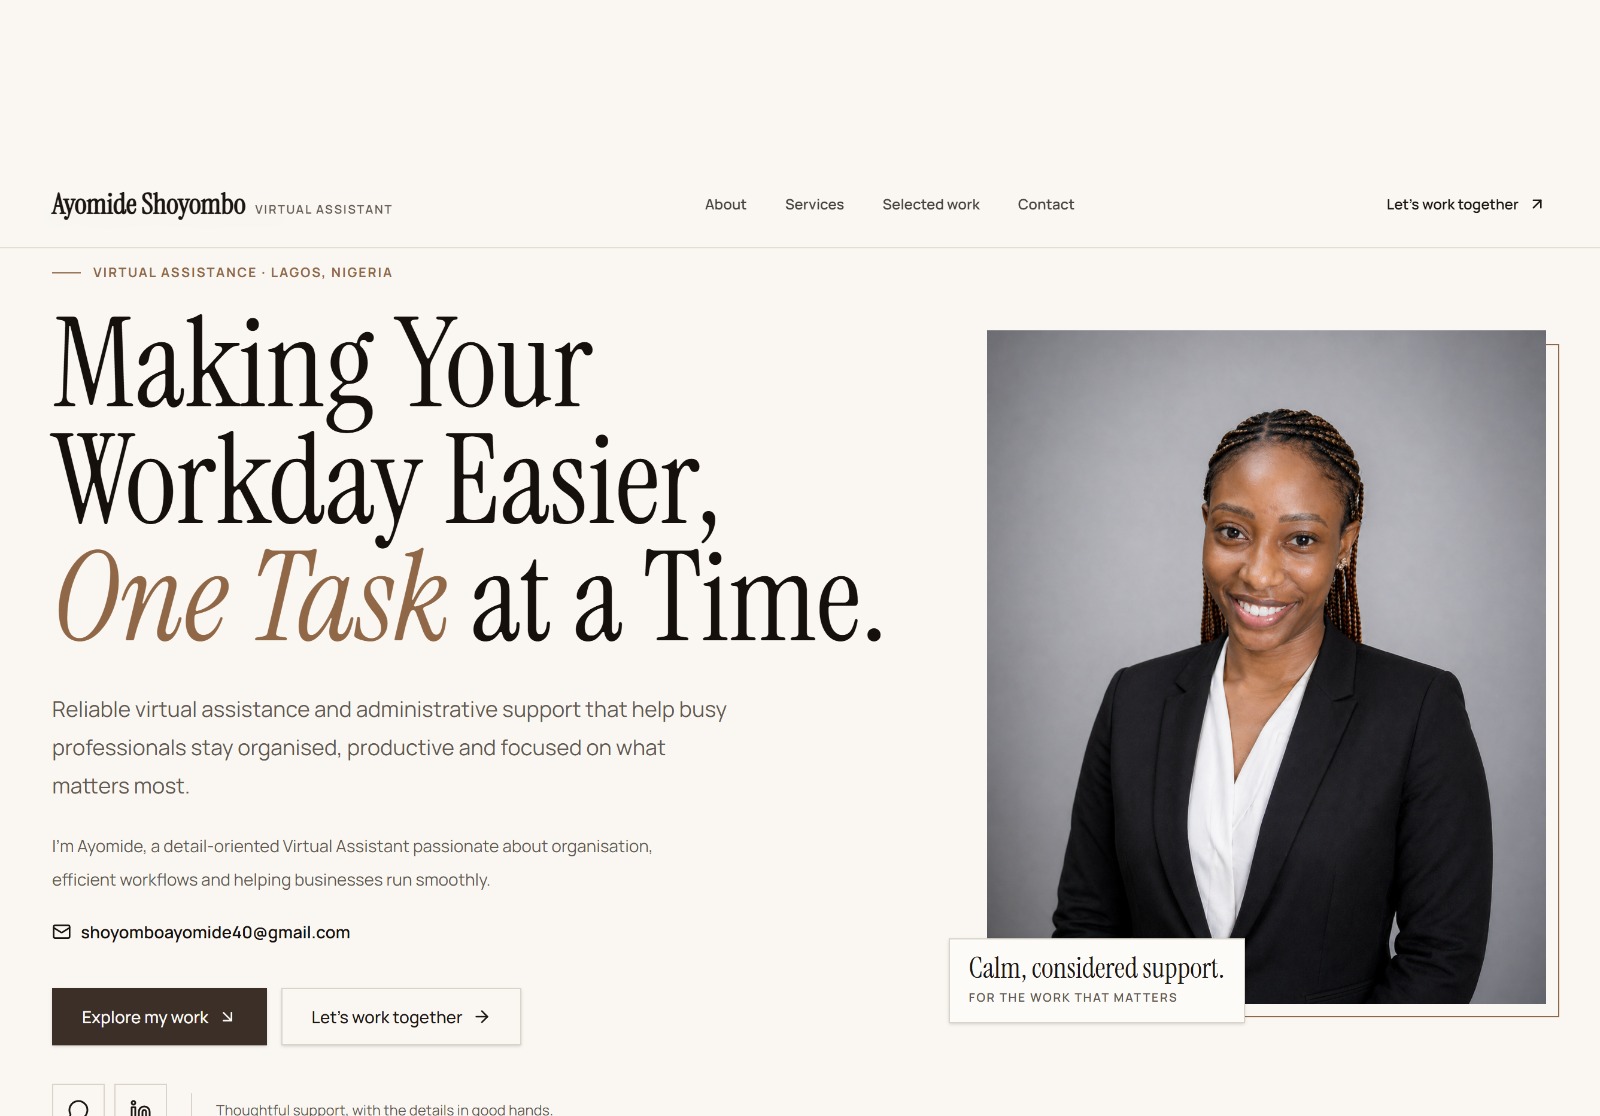 Ayomide Shoyombo VIRTUAL ASSISTANT
About
Services
Selected work
Contact
Let's work together
VIRTUAL ASSISTANCE · LAGOS, NIGERIA
Making Your
Workday Easier,
One Task at a Time.
Reliable virtual assistance and administrative support that help busy
professionals stay organised, productive and focused on what
matters most.
I'm Ayomide, a detail-oriented Virtual Assistant passionate about organisation,
efficient workflows and helping businesses run smoothly.
shoyomboayomide40@gmail.com
Explore my work
Let's work together
Calm, considered support.
FOR THE WORK THAT MATTERS
in
Thoughtful support, with the details in good hands.